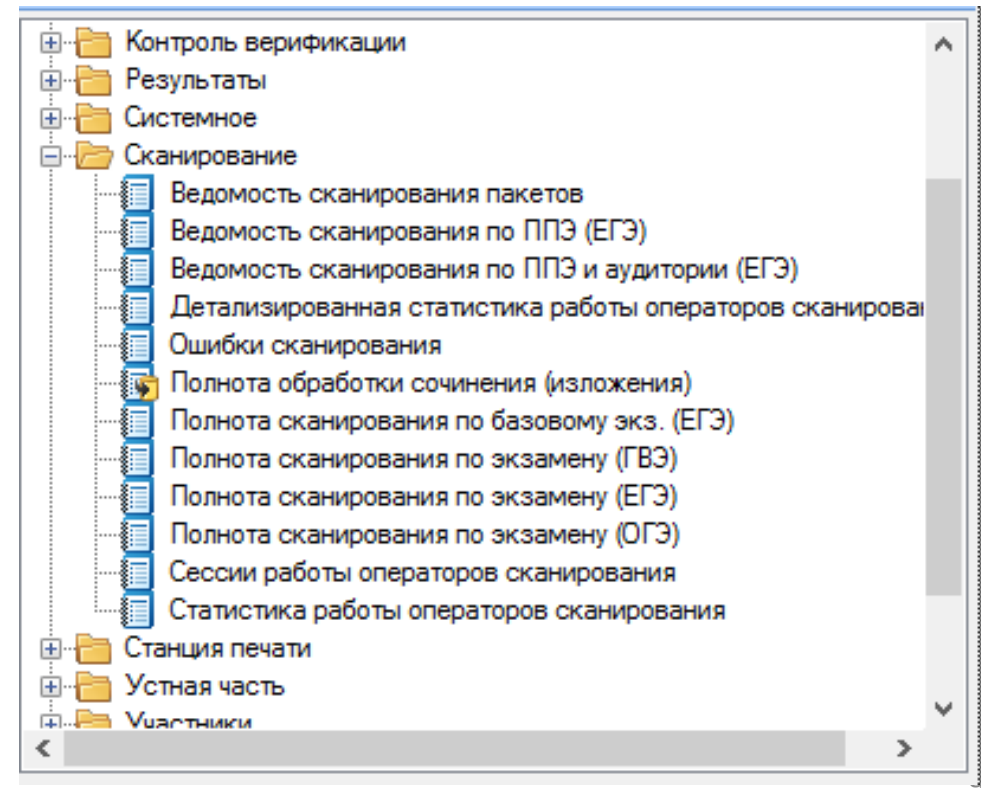 Контроль верификации
Результаты
Системное
Сканирование
Ведомость сканирования пакетов
Ведомость сканирования по ППЭ (ЕГЭ)
Ведомость сканирования по ППЭ и аудитории (ЕГЭ)
Детализированная статистика работы операторов сканирован
Ошибки сканирования
Полнота обработки сочинения (изложения)
Полнота сканирования по базовому экз. (ЕГЭ)
Полнота сканирования по экзамену (ГВЭ)
Полнота сканирования по экзамену (ЕГЭ)
Полнота сканирования по экзамену (ОГЭ)
Сессии работы операторов сканирования
Статистика работы операторов сканирования
Станция печати
Устная часть
Участники